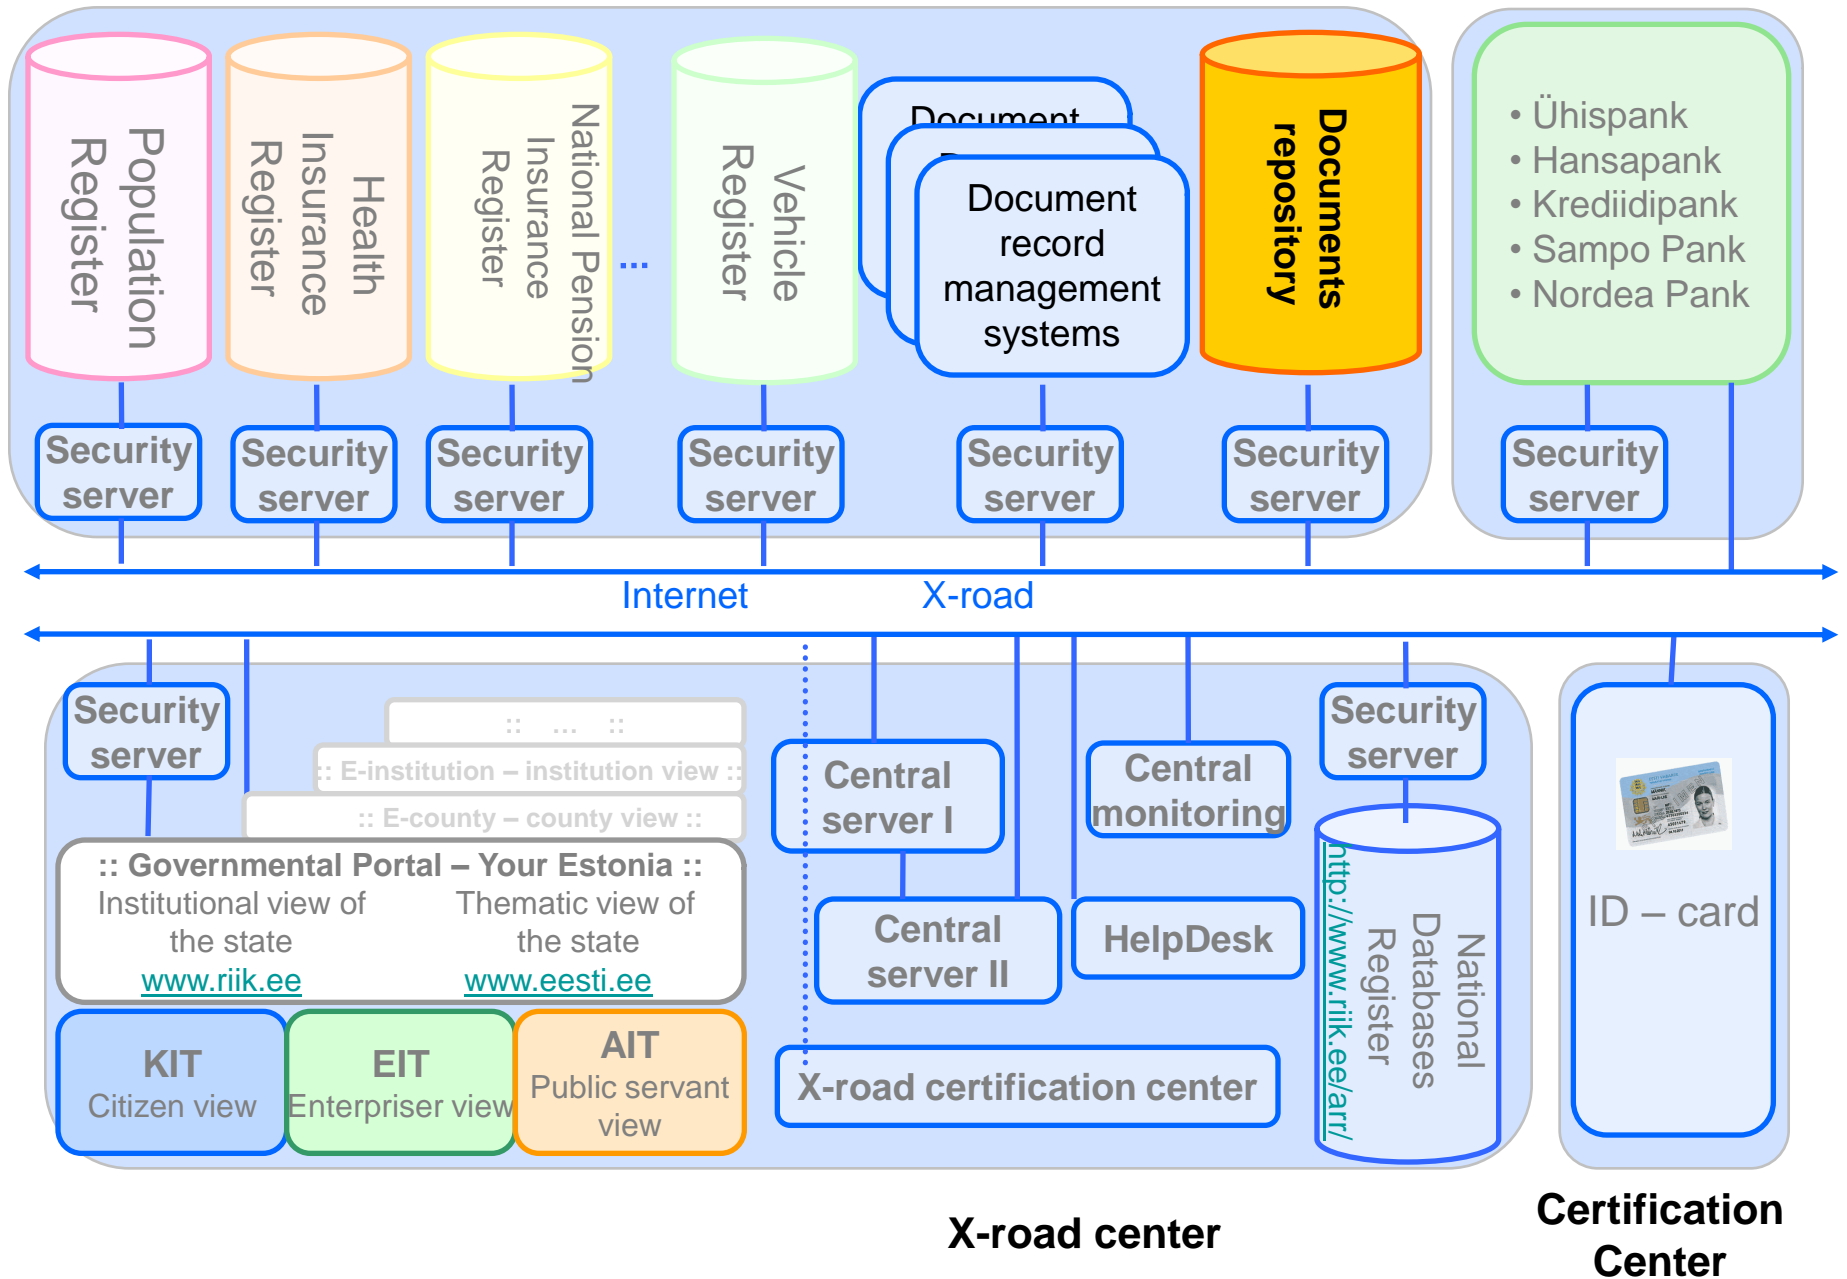 Population
Register
Health
Insurance
Register
National Pension
Insurance
Register
...
Vehicle
Register
Document
Document
record
management
systems
Documents
repository
• Ühispank
• Hansapank
• Krediidipank
• Sampo Pank
• Nordea Pank
Security
server
Security
server
Security
server
Security
server
Security
server
Security
server
Security
server
Internet
X-road
Security
server
:: ... ::
:: E-institution – institution view ::
:: E-county – county view ::
:: Governmental Portal – Your Estonia ::
Institutional view of
the state
www.riik.ee
Thematic view of
the state
www.eesti.ee
KIT
Citizen view
EIT
Enterpriser view
AIT
Public servant
view
Central
server I
Central
server II
Central
monitoring
HelpDesk
X-road certification center
Security
server
National
Databases
Register
http://www.riik.ee/arr/
ID – card
X-road center
Certification
Center